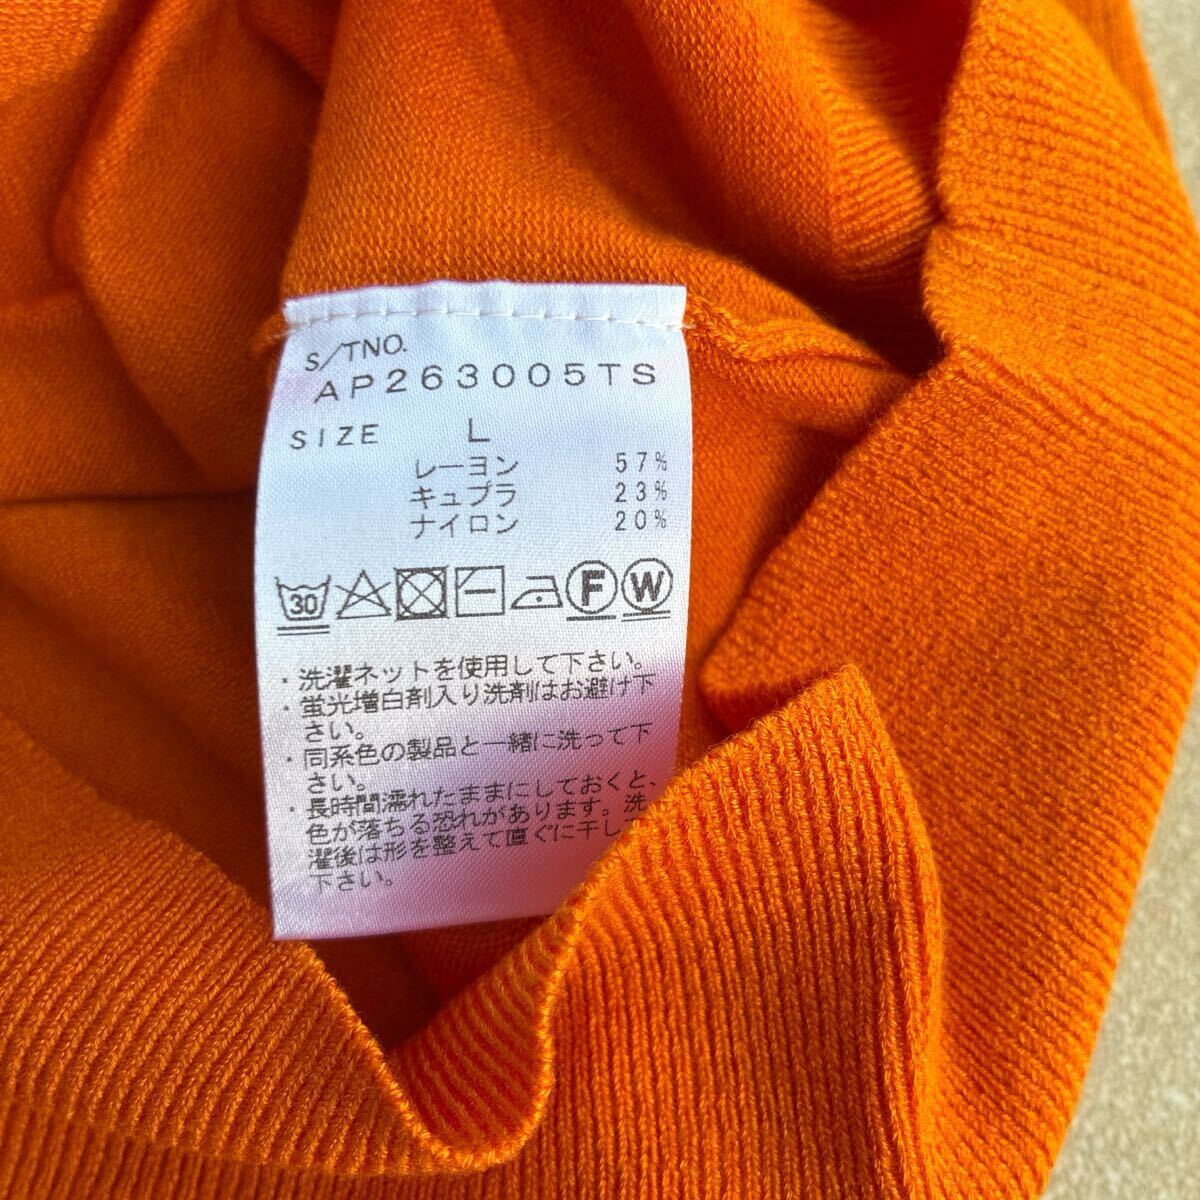 S/TNO.
AP263005TS
SIZE L
レーヨン 57%
キュプラ 23%
ナイロン 20%
30 F W
・洗濯ネットを使用して下さい。
・蛍光増白剤入り洗剤はお避け下
さい。
・同系色の製品と一緒に洗って下
さい。
・長時間濡れたままにしておくと、
色が落ちる恐れがあります。洗
濯後は形を整えて直ぐに干して
下さい。